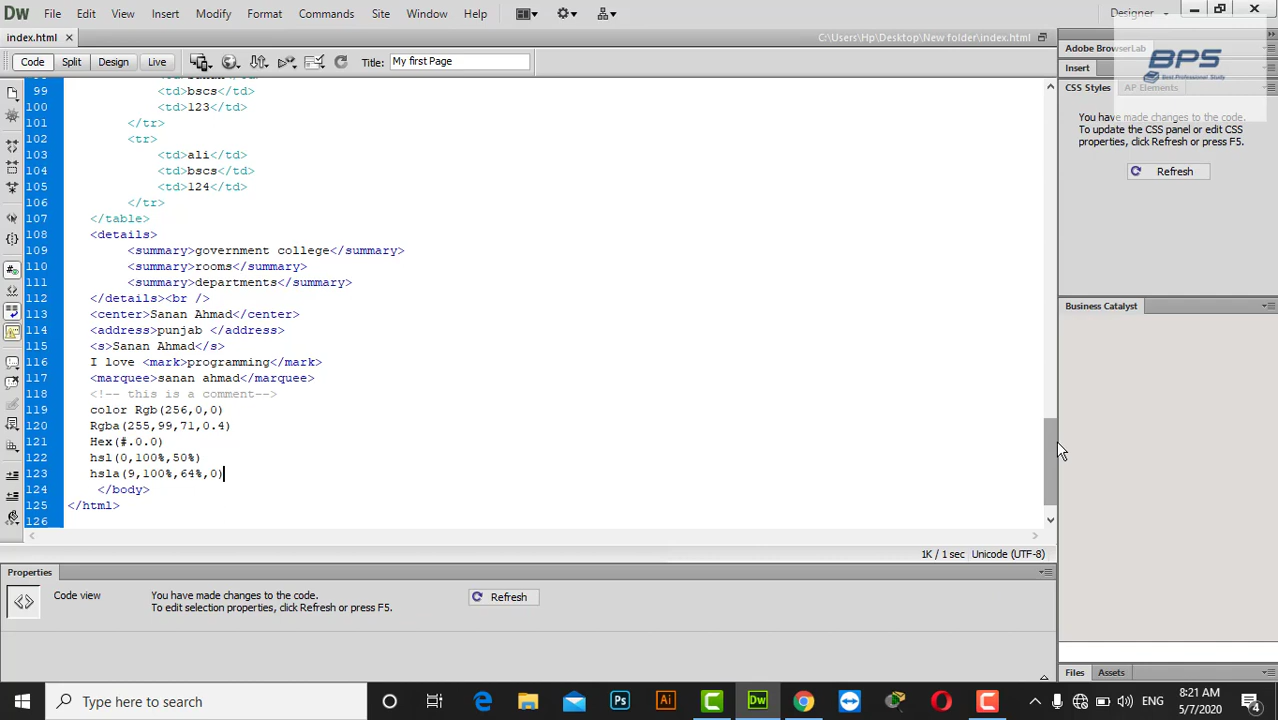 Dw File Edit View Insert Modify Format Commands Site Window Help Designer
index.html C:\Users\Hp\Desktop\New folder\index.html
Code Split Design Live Title: My first Page
Adobe BrowserLab
Insert
BPS
Best Professional Study
CSS Styles AP Elements
You have made changes to the code.
To update the CSS panel or edit CSS
properties, click Refresh or press F5.
Refresh
99 <td>bscs</td>
100 <td>123</td>
101 </tr>
102 <tr>
103 <td>ali</td>
104 <td>bscs</td>
105 <td>124</td>
106 </tr>
107 </table>
108 <details>
109 <summary>government college</summary>
110 <summary>rooms</summary>
111 <summary>departments</summary>
112 </details><br />
113 <center>Sanan Ahmad</center>
114 <address>punjab </address>
115 <s>Sanan Ahmad</s>
116 I love <mark>programming</mark>
117 <marquee>sanan ahmad</marquee>
118 <!-- this is a comment-->
119 color Rgb(256,0,0)
120 Rgba(255,99,71,0.4)
121 Hex(#.0.0)
122 hsl(0,100%,50%)
123 hsla(9,100%,64%,0)
124 </body>
125 </html>
126
Business Catalyst
1K / 1 sec Unicode (UTF-8)
Properties
Code view
You have made changes to the code.
To edit selection properties, click Refresh or press F5.
Refresh
Files Assets
Type here to search
Ps Ai Dw
ENG
8:21 AM
5/7/2020
4